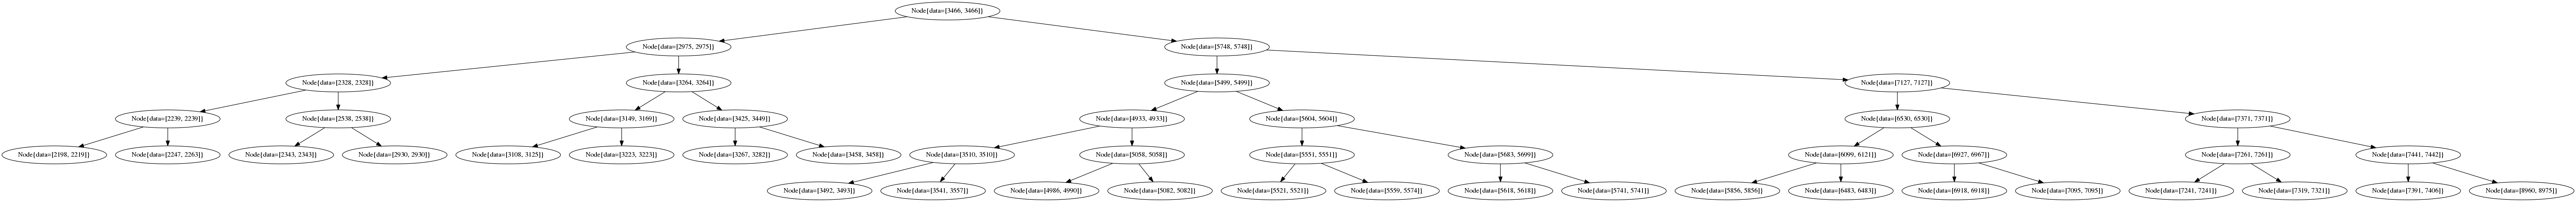 Node{data=[3466, 3466]}
Node{data=[2975, 2975]}
Node{data=[5748, 5748]}
Node{data=[2328, 2328]}
Node{data=[3264, 3264]}
Node{data=[5499, 5499]}
Node{data=[7127, 7127]}
Node{data=[2239, 2239]}
Node{data=[2538, 2538]}
Node{data=[3149, 3169]}
Node{data=[3425, 3449]}
Node{data=[4933, 4933]}
Node{data=[5604, 5604]}
Node{data=[6530, 6530]}
Node{data=[7371, 7371]}
Node{data=[2198, 2219]}
Node{data=[2247, 2263]}
Node{data=[2343, 2343]}
Node{data=[2930, 2930]}
Node{data=[3108, 3125]}
Node{data=[3223, 3223]}
Node{data=[3267, 3282]}
Node{data=[3458, 3458]}
Node{data=[3510, 3510]}
Node{data=[5058, 5058]}
Node{data=[5551, 5551]}
Node{data=[5683, 5699]}
Node{data=[6099, 6121]}
Node{data=[6927, 6967]}
Node{data=[7261, 7261]}
Node{data=[7441, 7442]}
Node{data=[3492, 3493]}
Node{data=[3541, 3557]}
Node{data=[4986, 4990]}
Node{data=[5082, 5082]}
Node{data=[5521, 5521]}
Node{data=[5559, 5574]}
Node{data=[5618, 5618]}
Node{data=[5741, 5741]}
Node{data=[5856, 5856]}
Node{data=[6483, 6483]}
Node{data=[6918, 6918]}
Node{data=[7095, 7095]}
Node{data=[7241, 7241]}
Node{data=[7319, 7321]}
Node{data=[7391, 7406]}
Node{data=[8960, 8975]}